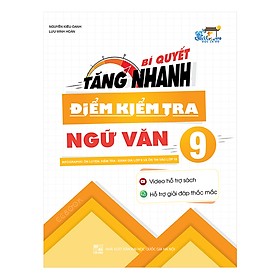 NGUYỄN KIỀU OANH
LƯU MINH HOÀN
BÍ QUYẾT
TĂNG NHANH
ĐIỂM KIỂM TRA
NGỮ VĂN 9
Video hỗ trợ sách
Hỗ trợ giải đáp thắc mắc